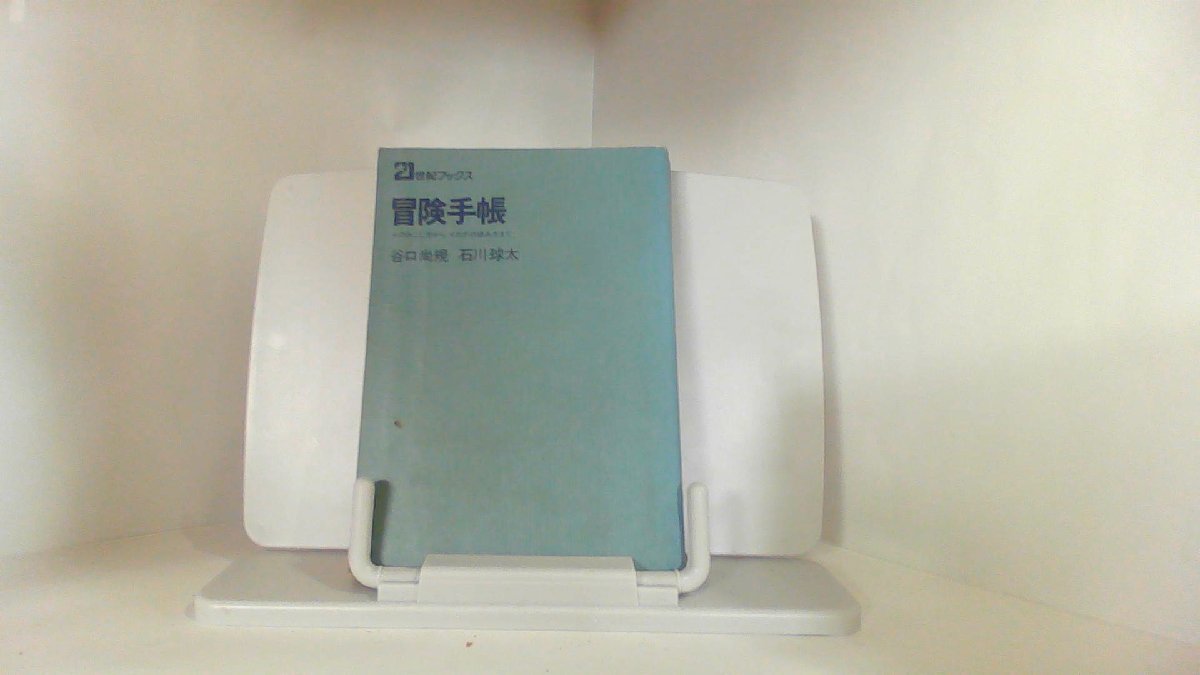 21世紀ブックス
冒険手帳
谷口尚規 石川球太